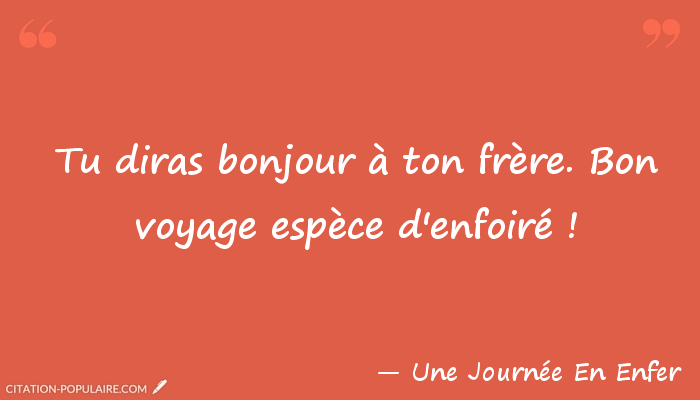 “ ”
Tu diras bonjour à ton frère. Bon
voyage espèce d'enfoiré !
— Une Journée En Enfer
CITATION-POPULAIRE.COM